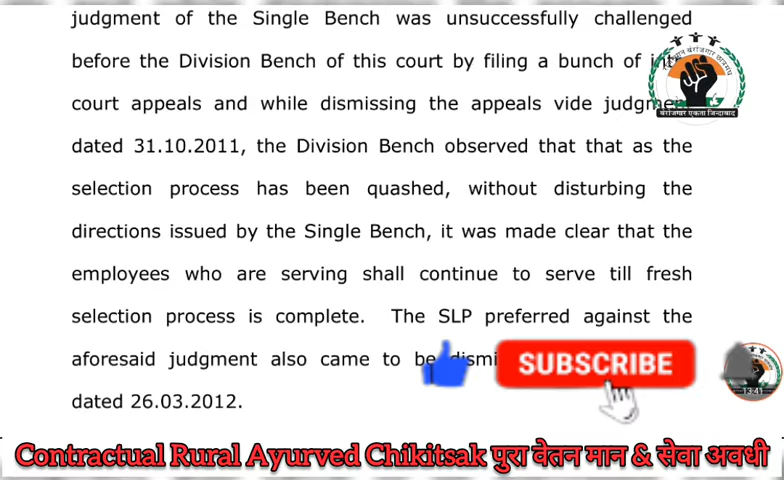 judgment of the Single Bench was unsuccessfully challenged
before the Division Bench of this court by filing a bunch of
court appeals and while dismissing the appeals vide
dated 31.10.2011, the Division Bench observed that that as the
selection process has been quashed, without disturbing the
directions issued by the Single Bench, it was made clear that the
employees who are serving shall continue to serve till fresh
selection process is complete. The SLP preferred against the
aforesaid judgment also came to be
SUBSCRIBE
13:41
dated 26.03.2012.
बेरोजगार एकता जिन्दाबाद
Contractual Rural Ayurved Chikitsak पुरा वेतन मान & सेवा अवधी